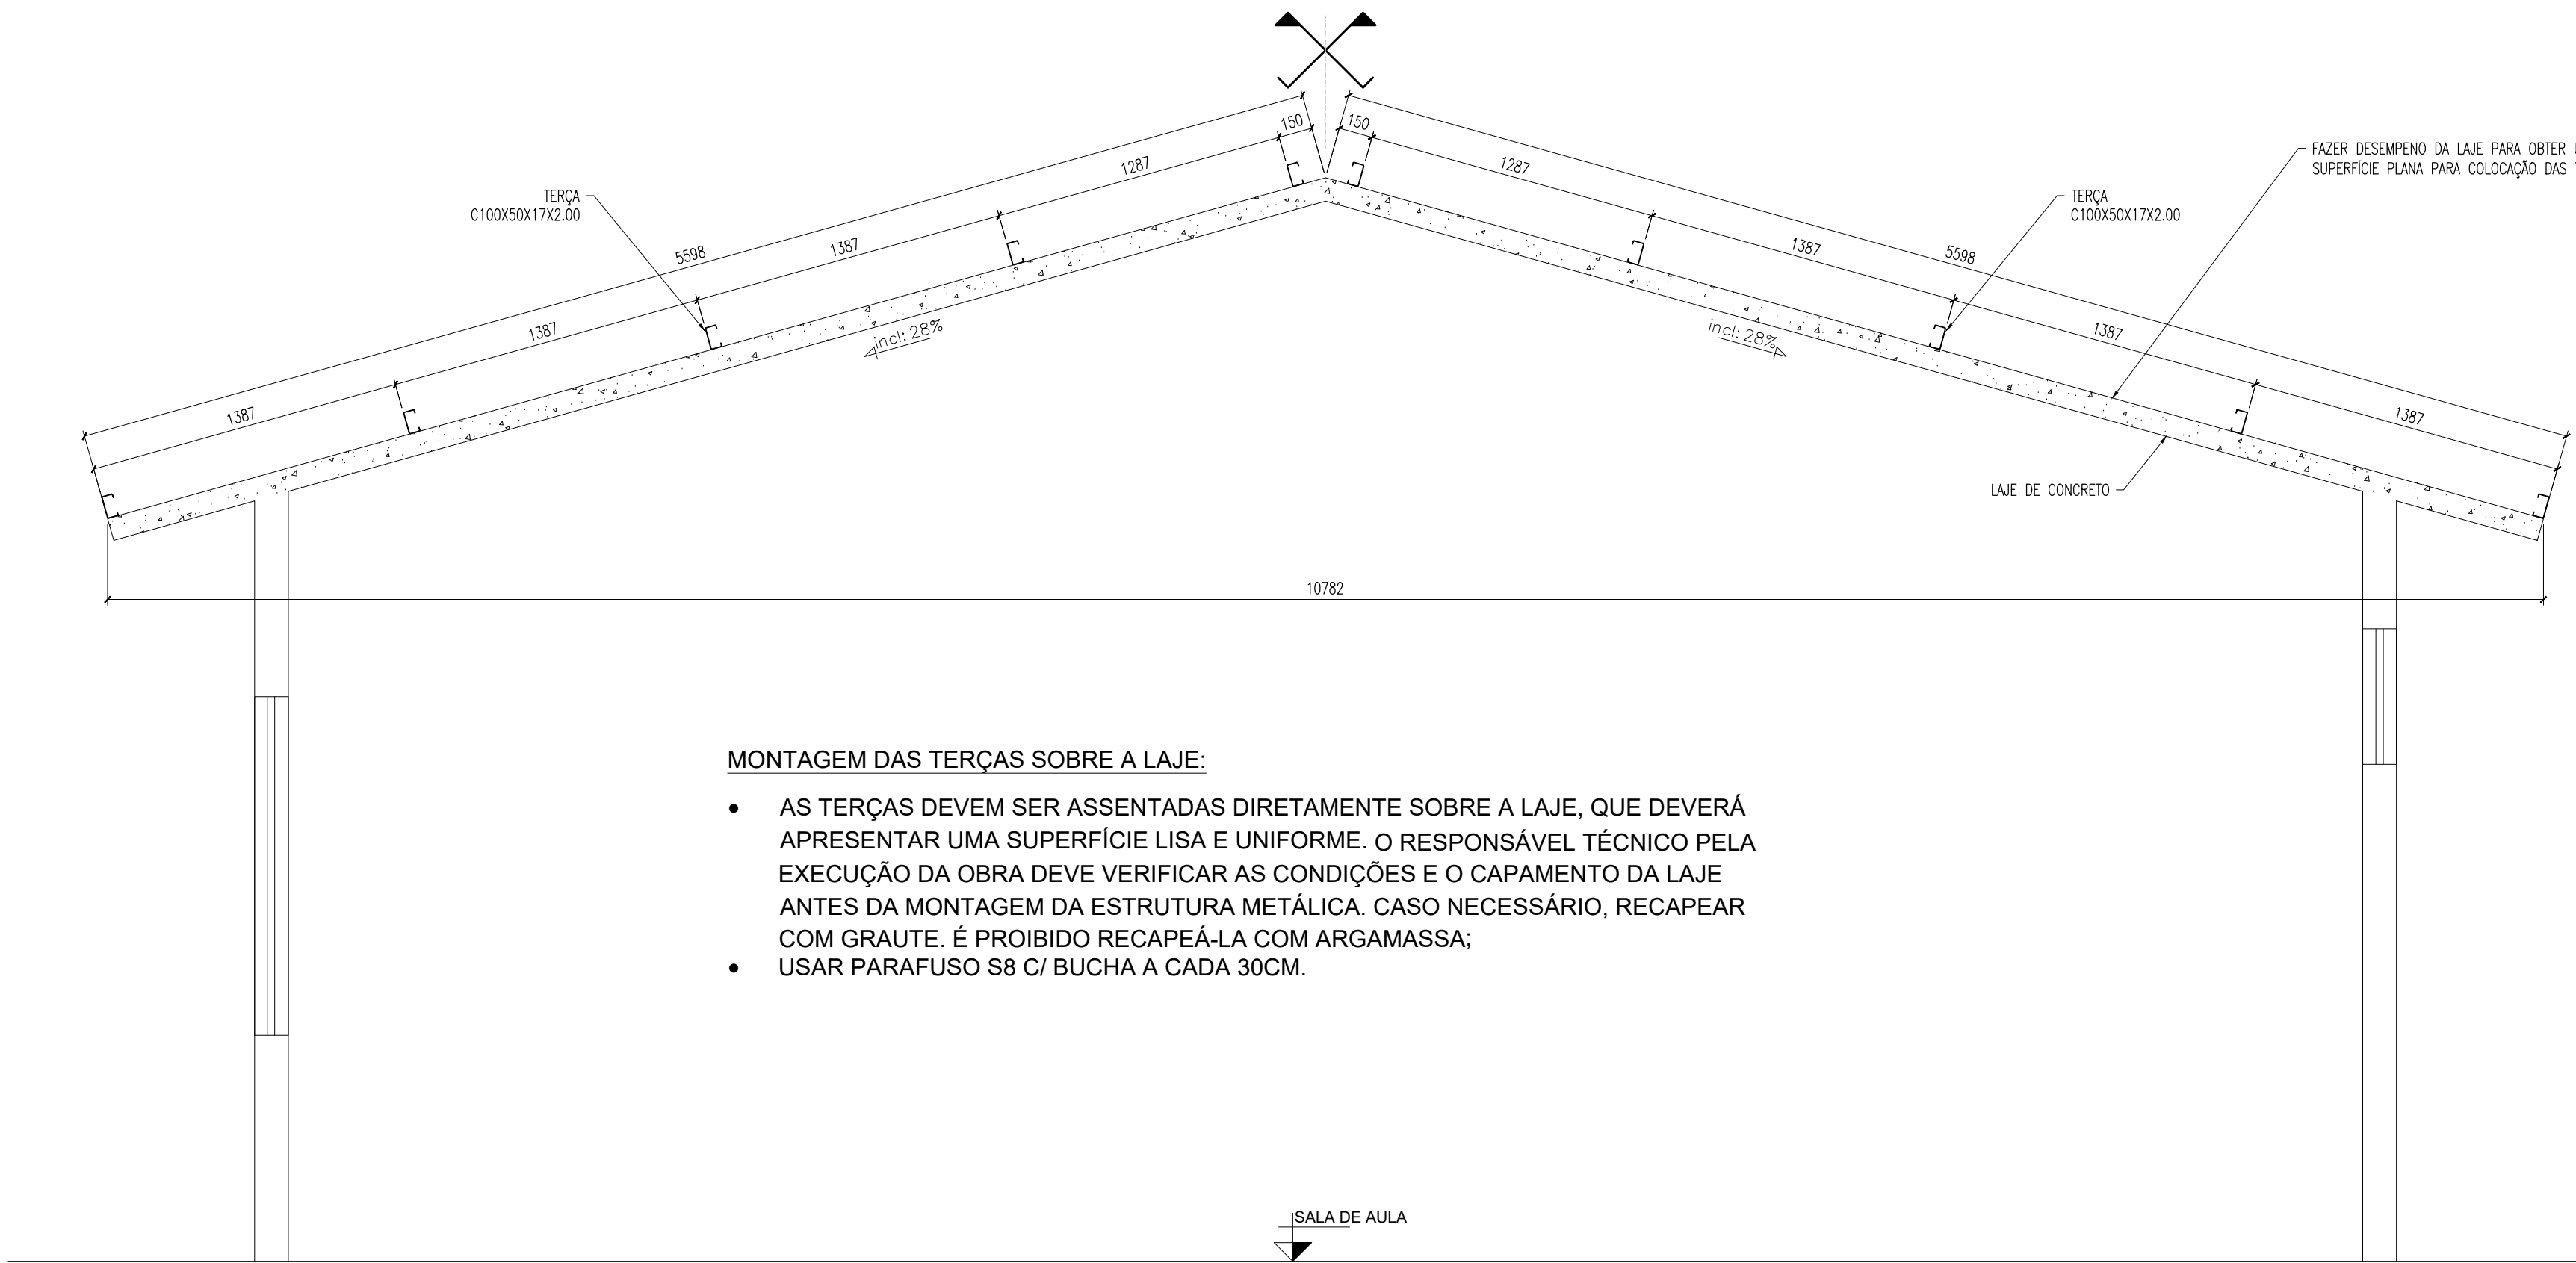 150
150
1287
1287
FAZER DESEMPENO DA LAJE PARA OBTER
SUPERFÍCIE PLANA PARA COLOCAÇÃO DAS
TERÇA
C100X50X17X2.00
TERÇA
C100X50X17X2.00
5598
1387
1387
5598
1387
1387
incl: 28%
incl: 28%
1387
1387
LAJE DE CONCRETO
10782
MONTAGEM DAS TERÇAS SOBRE A LAJE:
• AS TERÇAS DEVEM SER ASSENTADAS DIRETAMENTE SOBRE A LAJE, QUE DEVERÁ
APRESENTAR UMA SUPERFÍCIE LISA E UNIFORME. O RESPONSÁVEL TÉCNICO PELA
EXECUÇÃO DA OBRA DEVE VERIFICAR AS CONDIÇÕES E O CAPAMENTO DA LAJE
ANTES DA MONTAGEM DA ESTRUTURA METÁLICA. CASO NECESSÁRIO, RECAPEAR
COM GRAUTE. É PROIBIDO RECAPEÁ-LA COM ARGAMASSA;
• USAR PARAFUSO S8 C/ BUCHA A CADA 30CM.
SALA DE AULA